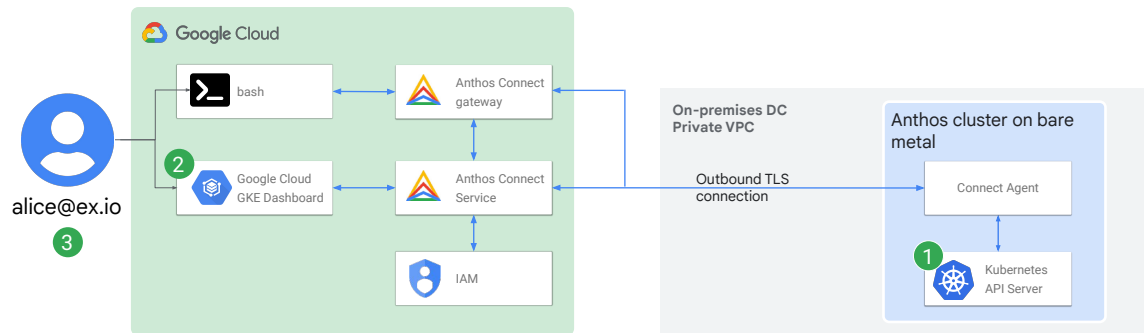 Google Cloud
bash
Anthos Connect
gateway
2
Google Cloud
GKE Dashboard
Anthos Connect
Service
IAM
alice@ex.io
3
On-premises DC
Private VPC
Outbound TLS
connection
Anthos cluster on bare
metal
Connect Agent
1
Kubernetes
API Server